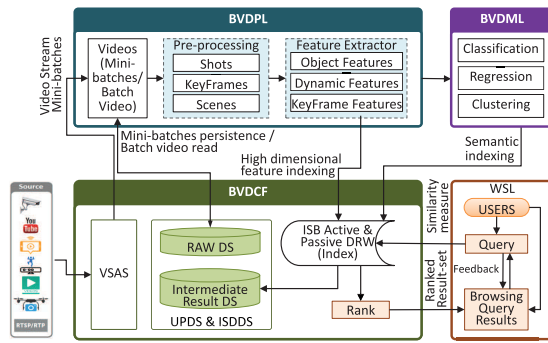 BVDPL
BVDML
Video Stream
Mini-batches
Videos
(Mini-
batches/
Batch
Video)
Pre-processing
Shots
KeyFrames
Scenes
Feature Extractor
Object Features
Dynamic Features
KeyFrame Features
Classification
Regression
Clustering
Mini-batches persistence /
Batch video read
High dimensional
feature indexing
Semantic
indexing
Source
You
Tube
RTSP/RTP
BVDCF
VSAS
RAW DS
Intermediate
Result DS
UPDS & ISDDS
ISB Active &
Passive DRW
(Index)
Rank
Similarity
measure
Ranked
Result-set
WSL
USERS
Query
Feedback
Browsing
Query
Results